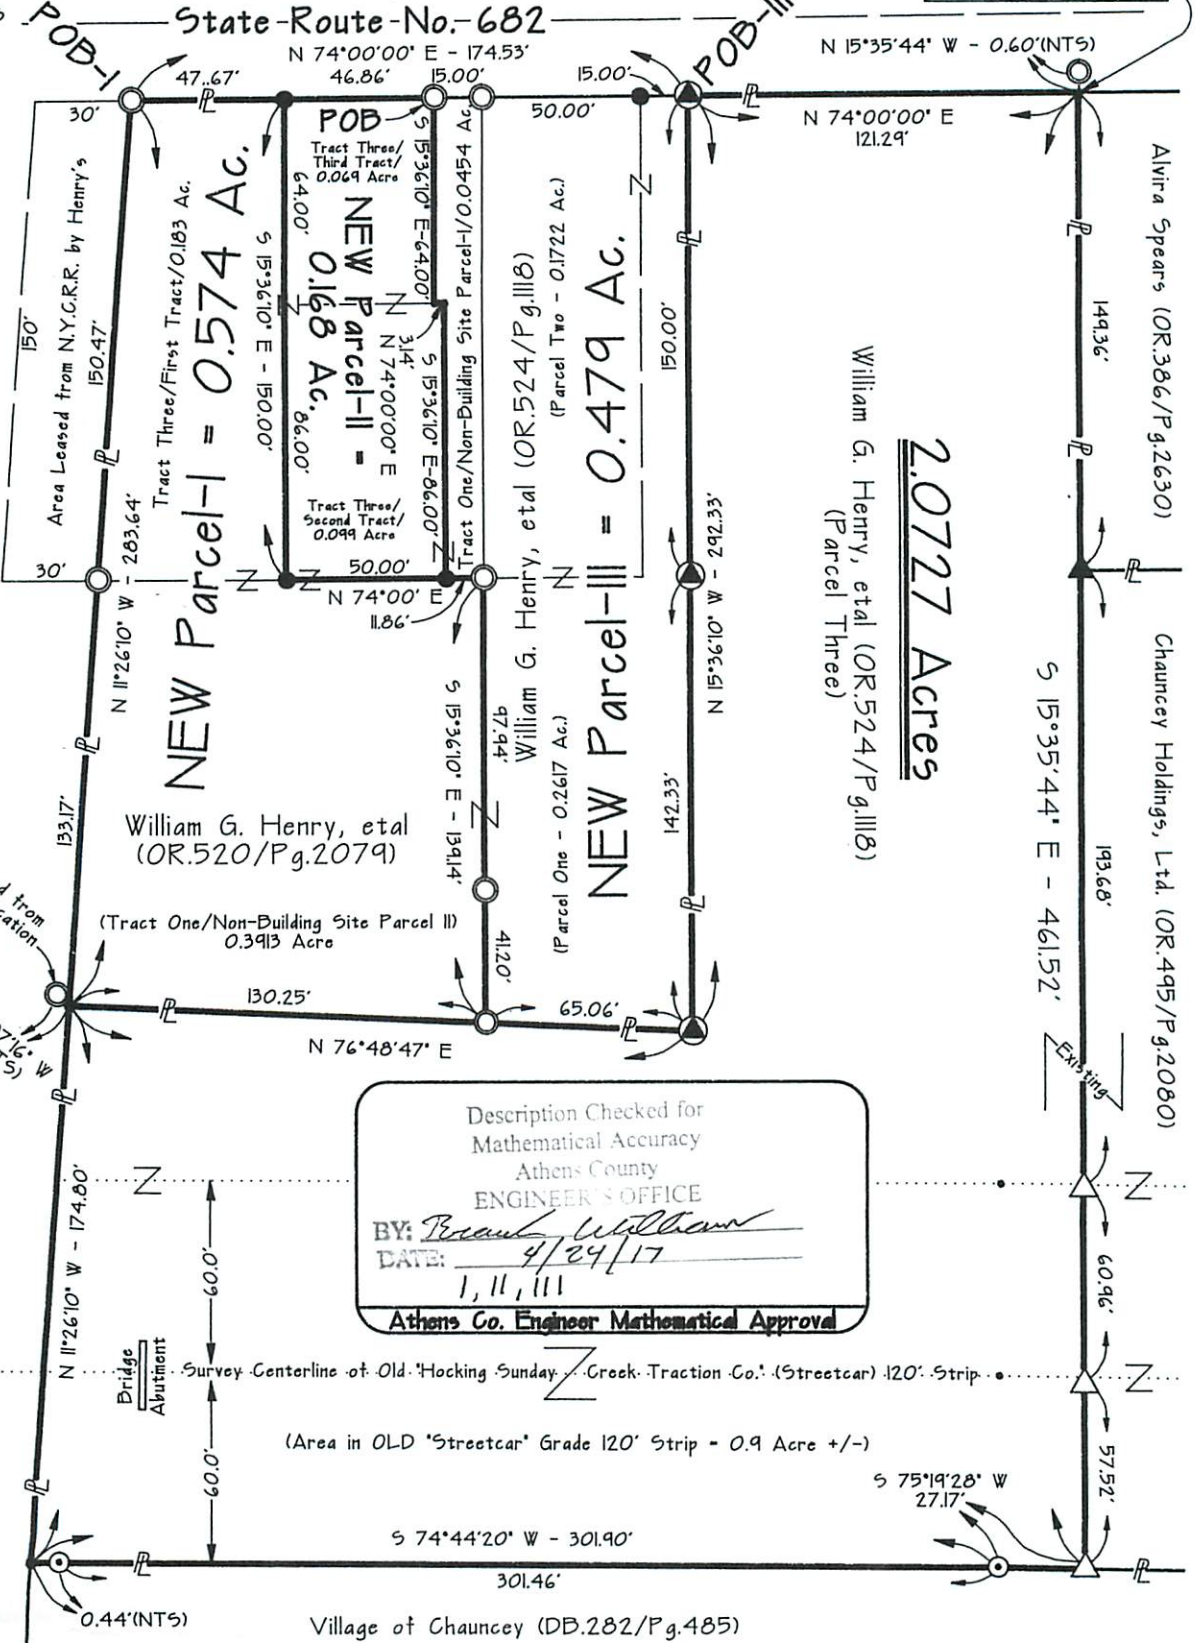 State Route No. 682
POB-I
POB-III
N 74°00'00" E - 174.53'
N 15°35'44" W - 0.60'(NTS)
47..67'
46.86'
15.00'
15.00'
30'
50.00'
N 74°00'00" E
121.29'
POB
Tract Three/
Third Tract/
0.069 Acre
S 15°36'10" E-64.00'
Tract One/Non-Building Site Parcel-I/0.0454 Ac.
64.00'
NEW Parcel-II =
0.168 Ac.
3.14'
N 74°00'00" E
S 15°36'10" E-86.00'
86.00'
Tract Three/
Second Tract/
0.099 Acre
S 15°36'10" E - 150.00'
Tract Three/First Tract/0.183 Ac.
NEW Parcel-I = 0.574 Ac.
150'
Area Leased from N.Y.C.R.R. by Henry's
150.47'
30'
N 11°26'10" W - 283.64'
50.00'
N 74°00' E
11.86'
(Parcel Two - 0.1722 Ac.)
William G. Henry, etal (OR.524/Pg.1118)
NEW Parcel-III = 0.479 Ac.
(Parcel One - 0.2617 Ac.)
150.00'
N 15°36'10" W - 292.33'
142.33'
William G. Henry, etal (OR.524/Pg.1118)
(Parcel Three)
2.0727 Acres
Alvira Spears (OR.386/Pg.2630)
149.36'
Chauncey Holdings, Ltd. (OR.495/Pg.2080)
S 15°35'44" E - 461.52'
193.68'
Existing
S 15°36'10" E - 139.14'
97.94'
41.20'
133.17'
William G. Henry, etal
(OR.520/Pg.2079)
(Tract One/Non-Building Site Parcel II)
0.3913 Acre
from
130.25'
65.06'
N 76°48'47" E
Description Checked for
Mathematical Accuracy
Athens County
ENGINEER'S OFFICE
BY:
DATE: 4/24/17
I, II, III
Athens Co. Engineer Mathematical Approval
N 11°26'10" W - 174.80'
60.0'
60.96'
Bridge
Abutment
Survey Centerline of Old "Hocking Sunday Creek Traction Co." (Streetcar) 120' Strip
(Area in OLD "Streetcar" Grade 120' Strip = 0.9 Acre +/-)
60.0'
57.52'
S 75°19'28" W
27.17'
S 74°44'20" W - 301.90'
301.46'
0.44'(NTS)
Village of Chauncey (DB.282/Pg.485)